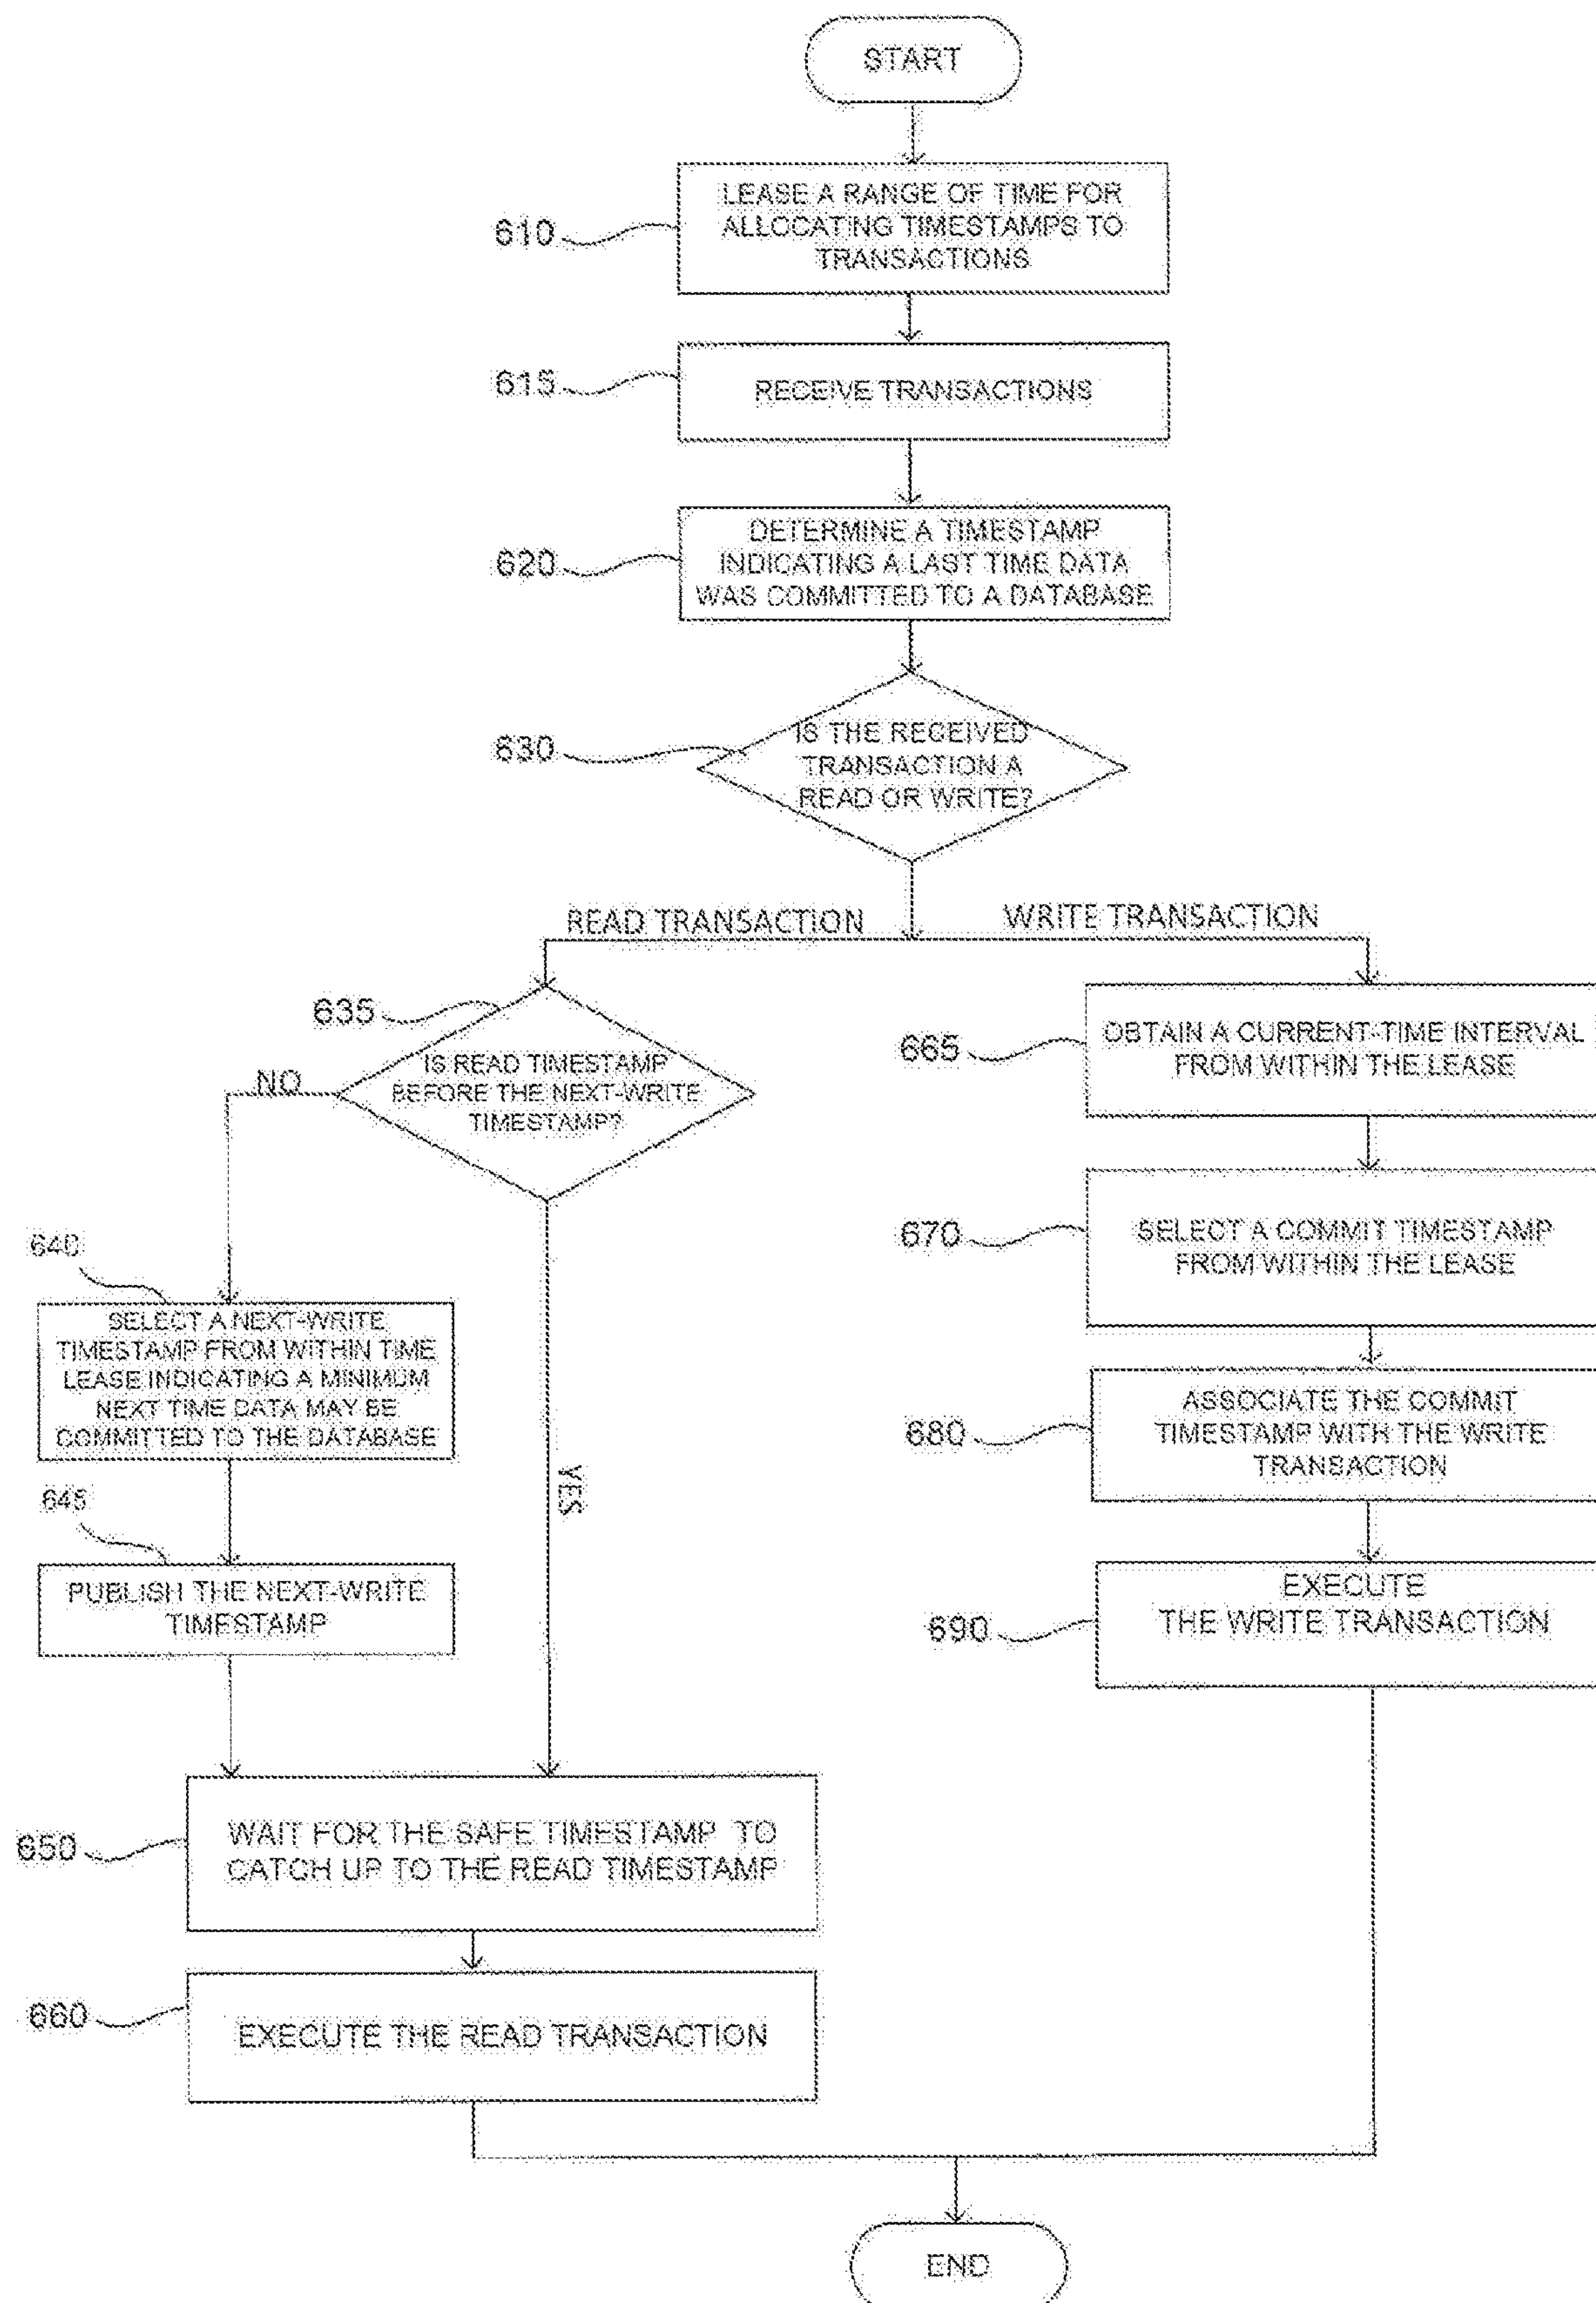 START
610
LEASE A RANGE OF TIME FOR
ALLOCATING TIMESTAMPS TO
TRANSACTIONS
615
RECEIVE TRANSACTIONS
620
DETERMINE A TIMESTAMP
INDICATING A LAST TIME DATA
WAS COMMITTED TO A DATABASE
630
IS THE RECEIVED
TRANSACTION A
READ OR WRITE?
READ TRANSACTION
WRITE TRANSACTION
635
IS READ TIMESTAMP
BEFORE THE NEXT-WRITE
TIMESTAMP?
NO
YES
640
SELECT A NEXT-WRITE
TIMESTAMP FROM WITHIN TIME
LEASE INDICATING A MINIMUM
NEXT TIME DATA MAY BE
COMMITTED TO THE DATABASE
645
PUBLISH THE NEXT-WRITE
TIMESTAMP
650
WAIT FOR THE SAFE TIMESTAMP TO
CATCH UP TO THE READ TIMESTAMP
660
EXECUTE THE READ TRANSACTION
665
OBTAIN A CURRENT-TIME INTERVAL
FROM WITHIN THE LEASE
670
SELECT A COMMIT TIMESTAMP
FROM WITHIN THE LEASE
680
ASSOCIATE THE COMMIT
TIMESTAMP WITH THE WRITE
TRANSACTION
690
EXECUTE
THE WRITE TRANSACTION
END